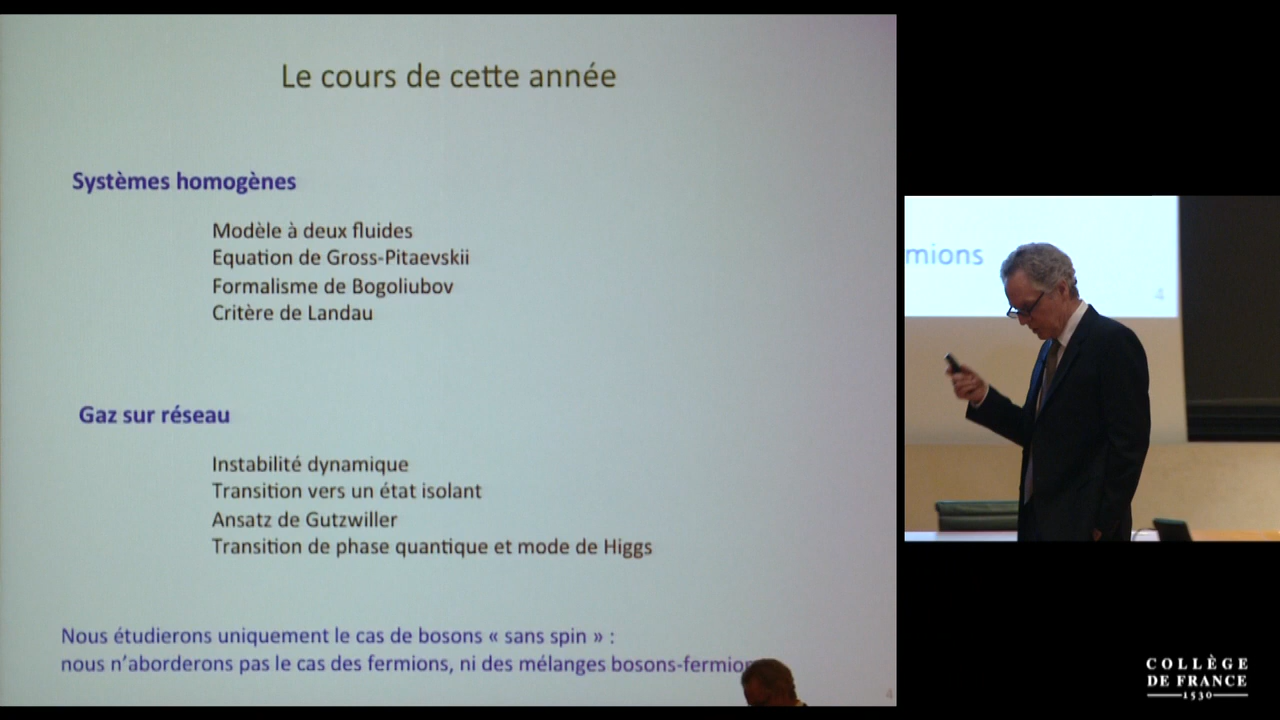 Le cours de cette année
Systèmes homogènes
Modèle à deux fluides
Equation de Gross-Pitaevskii
Formalisme de Bogoliubov
Critère de Landau
Gaz sur réseau
Instabilité dynamique
Transition vers un état isolant
Ansatz de Gutzwiller
Transition de phase quantique et mode de Higgs
Nous étudierons uniquement le cas de bosons « sans spin » :
nous n’aborderons pas le cas des fermions, ni des mélanges bosons-fermion
4
mions
4
COLLÈGE
DE FRANCE
1530